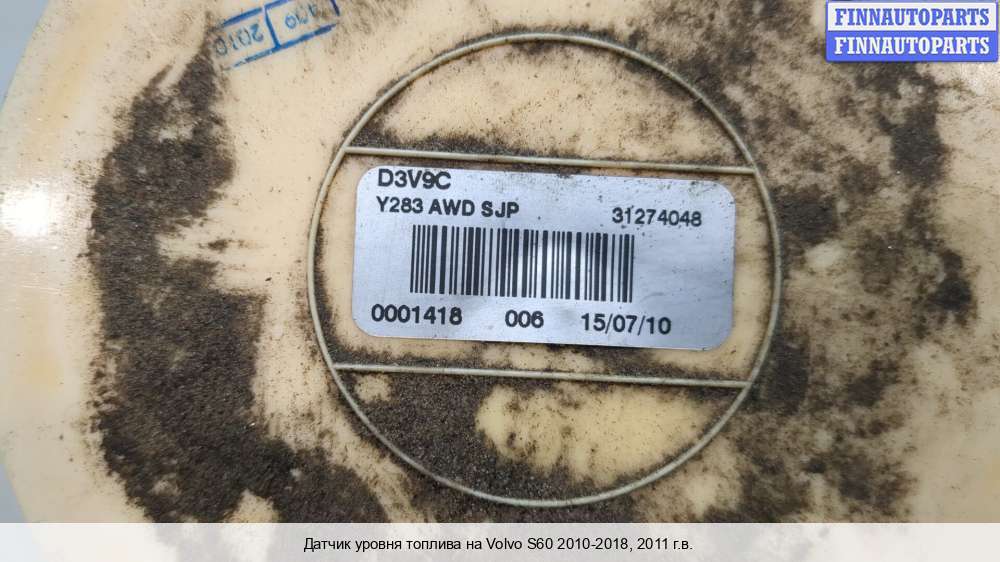 2010
FINNAUTOPARTS
FINNAUTOPARTS
D3V9C
Y283 AWD SJP 31274048
0001418 006 15/07/10
Датчик уровня топлива на Volvo S60 2010-2018, 2011 г.в.